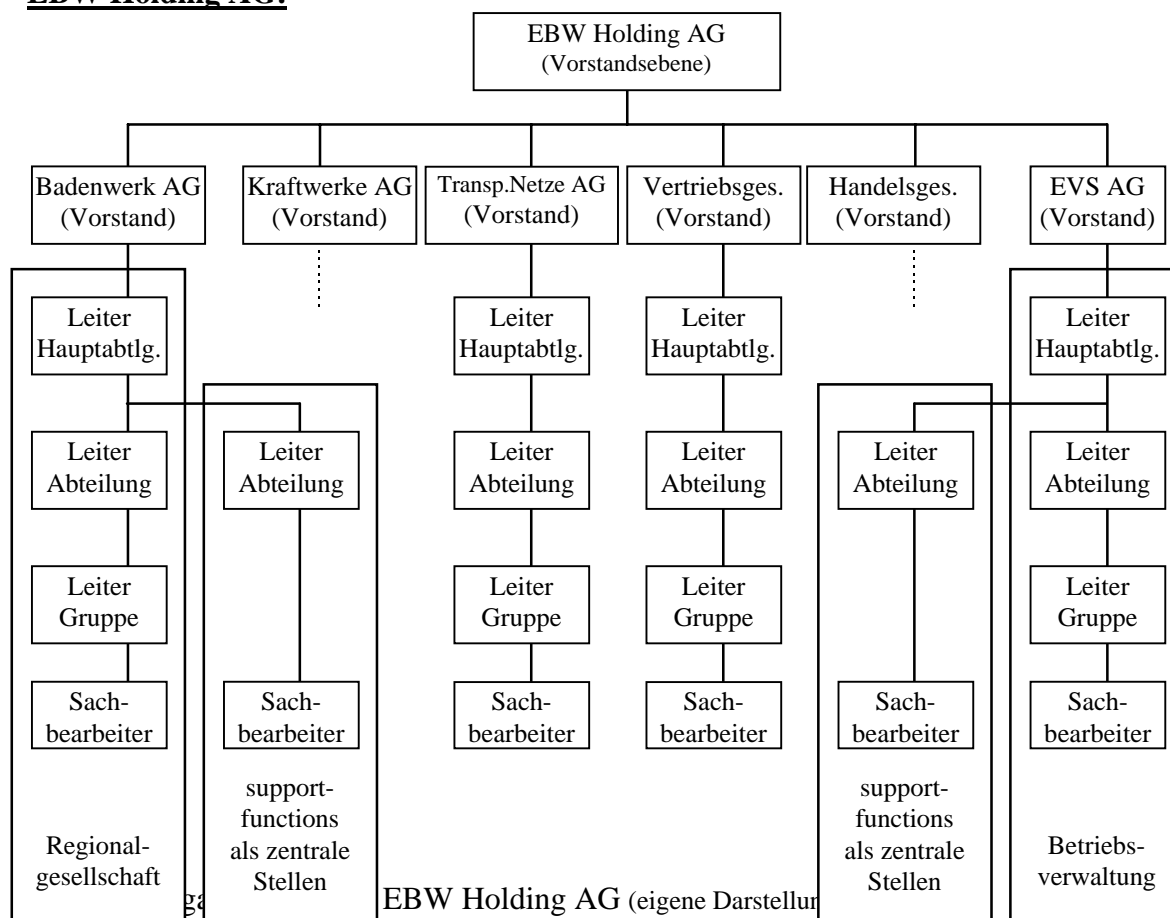 EBW Holding AG:
EBW Holding AG
(Vorstandsebene)
Badenwerk AG
(Vorstand)
Kraftwerke AG
(Vorstand)
Transp.Netze AG
(Vorstand)
Vertriebsges.
(Vorstand)
Handelsges.
(Vorstand)
EVS AG
(Vorstand)
Leiter
Hauptabtlg.
Leiter
Hauptabtlg.
Leiter
Hauptabtlg.
Leiter
Hauptabtlg.
Leiter
Abteilung
Leiter
Abteilung
Leiter
Abteilung
Leiter
Abteilung
Leiter
Abteilung
Leiter
Abteilung
Leiter
Gruppe
Leiter
Gruppe
Leiter
Gruppe
Leiter
Gruppe
Sach-
bearbeiter
Sach-
bearbeiter
Sach-
bearbeiter
Sach-
bearbeiter
Sach-
bearbeiter
Sach-
bearbeiter
Regional-
gesellschaft
support-
functions
als zentrale
Stellen
support-
functions
als zentrale
Stellen
Betriebs-
verwaltung
EBW Holding AG (eigene Darstellun